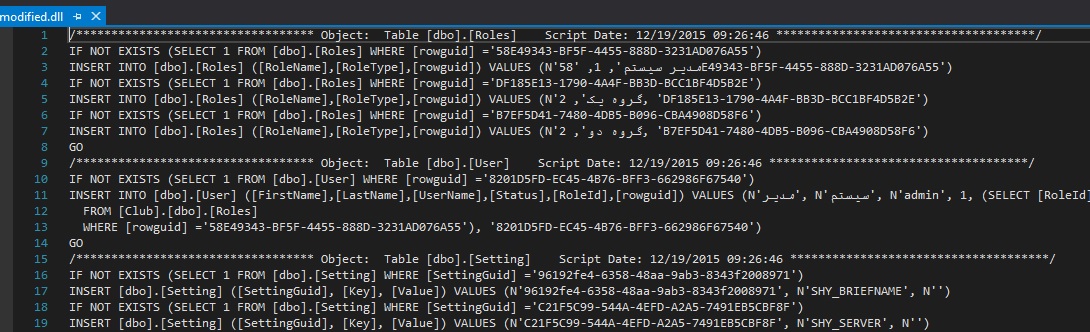 modified.dll
1 /********************************** Object:  Table [dbo].[Roles]    Script Date: 12/19/2015 09:26:46 *************************************/
2 IF NOT EXISTS (SELECT 1 FROM [dbo].[Roles] WHERE [rowguid] ='58E49343-BF5F-4455-888D-3231AD076A55')
3 INSERT INTO [dbo].[Roles] ([RoleName],[RoleType],[rowguid]) VALUES (N'مدیر سیستم', 1, '58E49343-BF5F-4455-888D-3231AD076A55')
4 IF NOT EXISTS (SELECT 1 FROM [dbo].[Roles] WHERE [rowguid] ='DF185E13-1790-4A4F-BB3D-BCC1BF4D5B2E')
5 INSERT INTO [dbo].[Roles] ([RoleName],[RoleType],[rowguid]) VALUES (N'گروه یک', 2, 'DF185E13-1790-4A4F-BB3D-BCC1BF4D5B2E')
6 IF NOT EXISTS (SELECT 1 FROM [dbo].[Roles] WHERE [rowguid] ='B7EF5D41-7480-4DB5-B096-CBA4908D58F6')
7 INSERT INTO [dbo].[Roles] ([RoleName],[RoleType],[rowguid]) VALUES (N'گروه دو', 2, 'B7EF5D41-7480-4DB5-B096-CBA4908D58F6')
8 GO
9 /********************************** Object:  Table [dbo].[User]    Script Date: 12/19/2015 09:26:46 *************************************/
10 IF NOT EXISTS (SELECT 1 FROM [dbo].[User] WHERE [rowguid] ='8201D5FD-EC45-4B76-BFF3-662986F67540')
11 INSERT INTO [dbo].[User] ([FirstName],[LastName],[UserName],[Status],[RoleId],[rowguid]) VALUES (N'مدیر', N'سیستم', N'admin', 1, (SELECT [RoleId]
12   FROM [Club].[dbo].[Roles]
13   WHERE [rowguid] ='58E49343-BF5F-4455-888D-3231AD076A55'), '8201D5FD-EC45-4B76-BFF3-662986F67540')
14 GO
15 /********************************** Object:  Table [dbo].[Setting]    Script Date: 12/19/2015 09:26:46 *************************************/
16 IF NOT EXISTS (SELECT 1 FROM [dbo].[Setting] WHERE [SettingGuid] ='96192fe4-6358-48aa-9ab3-8343f2008971')
17 INSERT [dbo].[Setting] ([SettingGuid], [Key], [Value]) VALUES (N'96192fe4-6358-48aa-9ab3-8343f2008971', N'SHY_BRIEFNAME', N'')
18 IF NOT EXISTS (SELECT 1 FROM [dbo].[Setting] WHERE [SettingGuid] ='C21F5C99-544A-4EFD-A2A5-7491EB5CBF8F')
19 INSERT [dbo].[Setting] ([SettingGuid], [Key], [Value]) VALUES (N'C21F5C99-544A-4EFD-A2A5-7491EB5CBF8F', N'SHY_SERVER', N'')